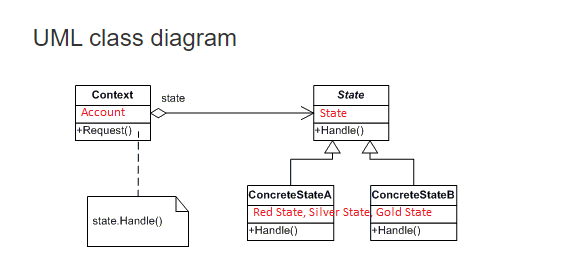 UML class diagram
Context
state
State
Account
State
+Request()
+Handle()
state.Handle()
ConcreteStateA
ConcreteStateB
Red State, Silver State, Gold State
+Handle()
+Handle()